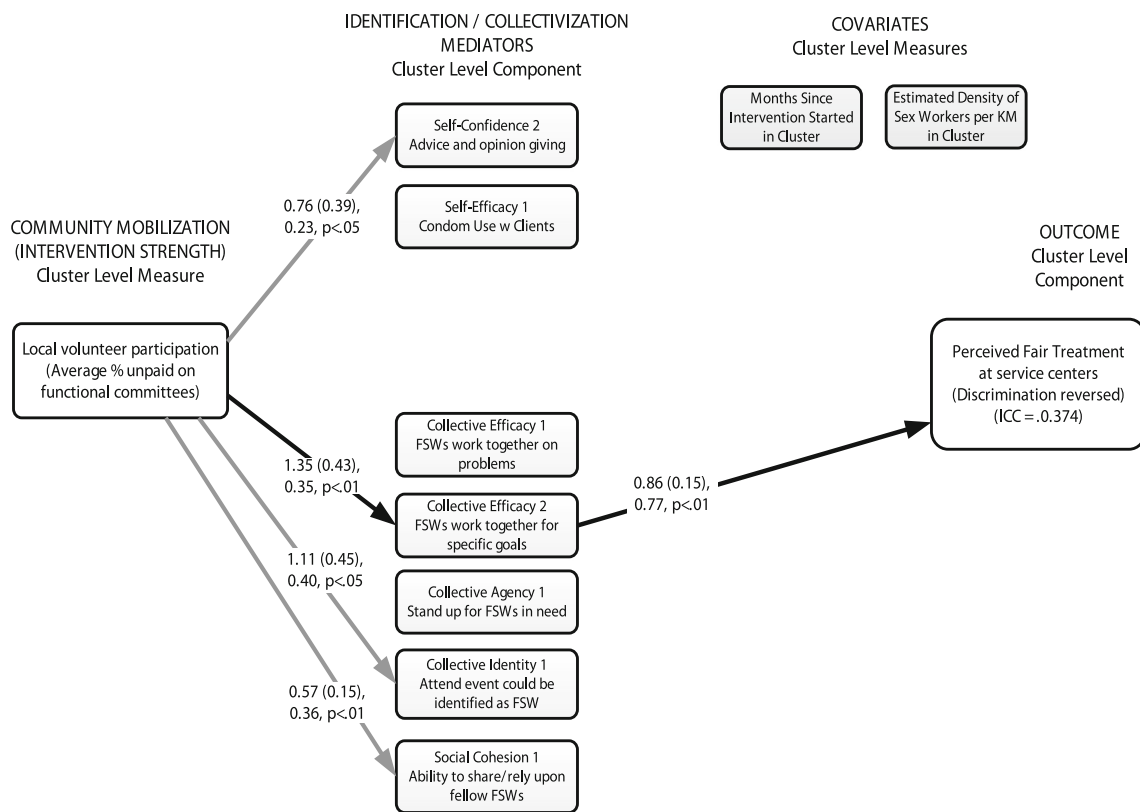 IDENTIFICATION / COLLECTIVIZATION
MEDIATORS
Cluster Level Component
COVARIATES
Cluster Level Measures
Months Since
Intervention Started
in Cluster
Estimated Density of
Sex Workers per KM
in Cluster
Self-Confidence 2
Advice and opinion giving
0.76 (0.39),
0.23, p<.05
Self-Efficacy 1
Condom Use w Clients
COMMUNITY MOBILIZATION
(INTERVENTION STRENGTH)
Cluster Level Measure
OUTCOME
Cluster Level
Component
Local volunteer participation
(Average % unpaid on
functional committees)
Perceived Fair Treatment
at service centers
(Discrimination reversed)
(ICC = .0.374)
Collective Efficacy 1
FSWs work together on
problems
1.35 (0.43),
0.35, p<.01
Collective Efficacy 2
FSWs work together for
specific goals
0.86 (0.15),
0.77, p<.01
1.11 (0.45),
0.40, p<.05
Collective Agency 1
Stand up for FSWs in need
Collective Identity 1
Attend event could be
identified as FSW
0.57 (0.15),
0.36, p<.01
Social Cohesion 1
Ability to share/rely upon
fellow FSWs